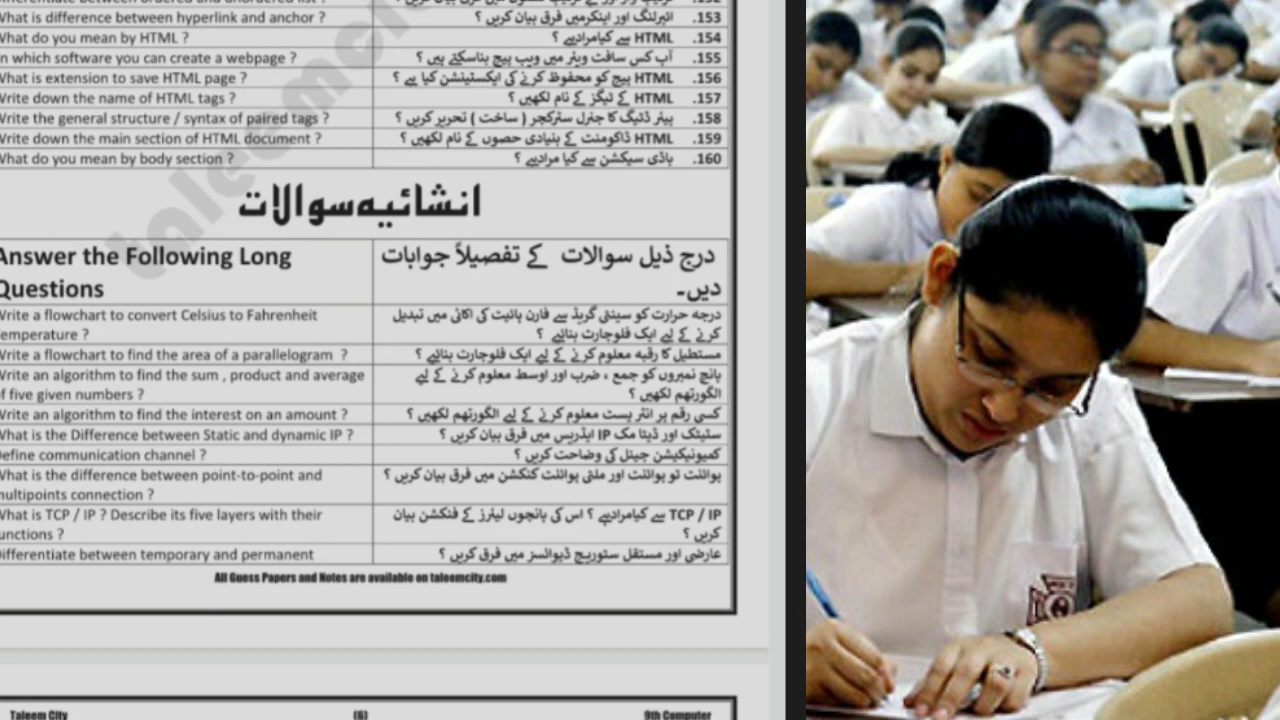 Differentiate between ordered and unordered list ?
What is difference between hyperlink and anchor ? ائپرلنگ اور اینکرمیں فرق بیان کریں ؟ .153
What do you mean by HTML ? HTML سے کیامرادہے ؟ .154
In which software you can create a webpage ? آپ کس سافٹ ویئر میں ویب پیج بناسکتے ہیں ؟ .155
What is extension to save HTML page ? HTML پیج کو محفوظ کرنے کی ایکسٹینشن کیا ہے ؟ .156
Write down the name of HTML tags ? HTML کے ٹیگز کے نام لکھیں ؟ .157
Write the general structure / syntax of paired tags ? پیئر ڈٹیگ کا جنرل سٹرکچر ( ساخت ) تحریر کریں ؟ .158
Write down the main section of HTML document ? HTML ڈاکومنٹ کے بنیادی حصوں کے نام لکھیں ؟ .159
What do you mean by body section ? باڈی سیکشن سے کیا مرادہے ؟ .160
انشائیہ سوالات
Answer the Following Long درج ذیل سوالات کے تفصیلاً جوابات
Questions دیں۔
Write a flowchart to convert Celsius to Fahrenheit درجہ حرارت کو سینٹی گریڈ سے فارن ہائیٹ کی اکائی میں تبدیل
temperature ? کرنے کے لیے ایک فلوچارٹ بنائیے ؟
Write a flowchart to find the area of a parallelogram ? مستطیل کا رقبہ معلوم کرنے کے لیے ایک فلوچارٹ بنائیے ؟
Write an algorithm to find the sum , product and average پانچ نمبروں کو جمع ، ضرب اور اوسط معلوم کرنے کے لیے
of five given numbers ? الگورتھم لکھیں ؟
Write an algorithm to find the interest on an amount ? کسی رقم پر انٹر یسٹ معلوم کرنے کے لیے الگورتھم لکھیں ؟
What is the Difference between Static and dynamic IP ? سٹیٹک اور ڈیٹا مک IP ایڈریس میں فرق بیان کریں ؟
Define communication channel ? کمیونیکیشن چینل کی وضاحت کریں ؟
What is the difference between point-to-point and پوائنٹ ٹو پوائنٹ اور ملٹی پوائنٹ کنکشن میں فرق بیان کریں ؟
multipoints connection ?
What is TCP / IP ? Describe its five layers with their TCP / IP سے کیامرادہے ؟ اس کی پانچوں لیئرز کے فنکشن بیان
functions ? کریں ؟
Differentiate between temporary and permanent عارضی اور مستقل سٹوریج ڈیوائسز میں فرق کریں ؟
All Guess Papers and Notes are available on taleemcity.com
Taleem City (6) 9th Computer